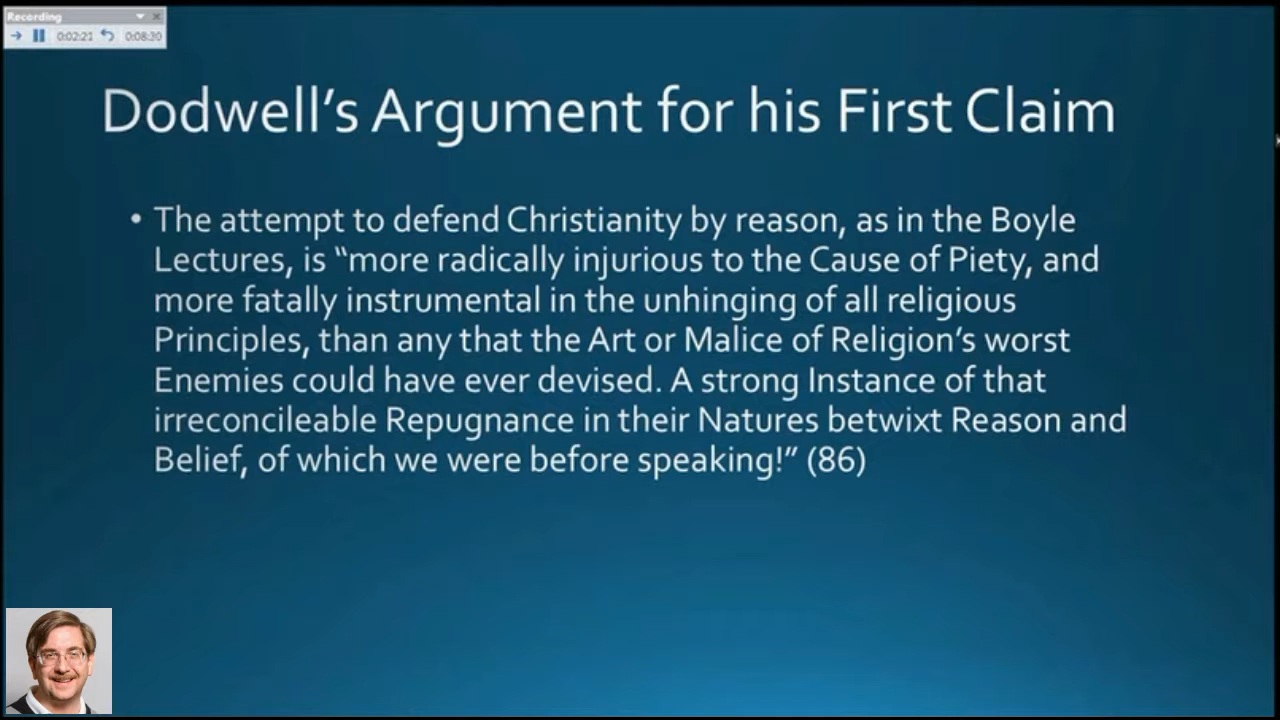 Recording
0:02:21 0:08:20
Dodwell’s Argument for his First Claim
• The attempt to defend Christianity by reason, as in the Boyle
Lectures, is “more radically injurious to the Cause of Piety, and
more fatally instrumental in the unhinging of all religious
Principles, than any that the Art or Malice of Religion’s worst
Enemies could have ever devised. A strong Instance of that
irreconcileable Repugnance in their Natures betwixt Reason and
Belief, of which we were before speaking!” (86)